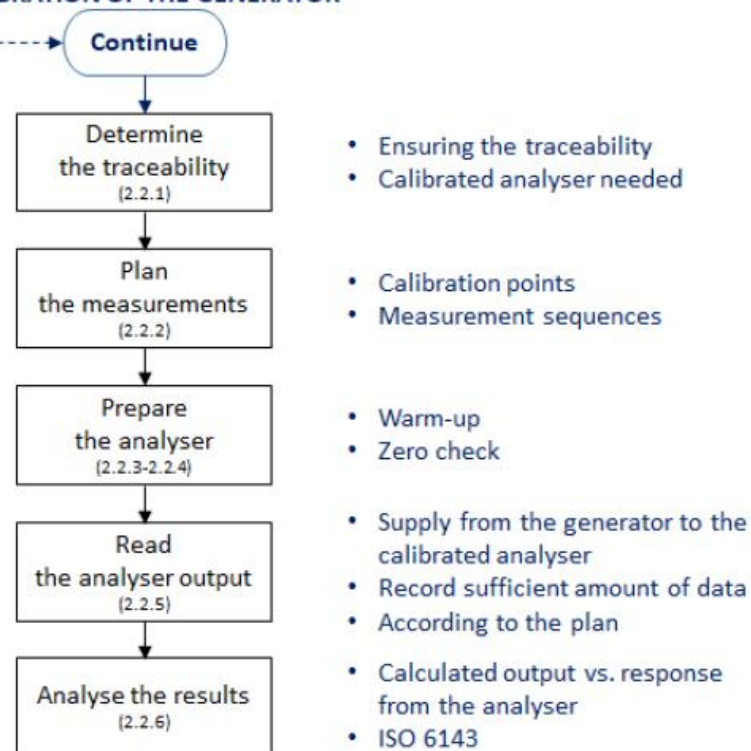 Continue
Determine
the traceability
(2.2.1)
• Ensuring the traceability
• Calibrated analyser needed
Plan
the measurements
(2.2.2)
• Calibration points
• Measurement sequences
Prepare
the analyser
(2.2.3-2.2.4)
• Warm-up
• Zero check
Read
the analyser output
(2.2.5)
• Supply from the generator to the
calibrated analyser
• Record sufficient amount of data
• According to the plan
Analyse the results
(2.2.6)
• Calculated output vs. response
from the analyser
• ISO 6143